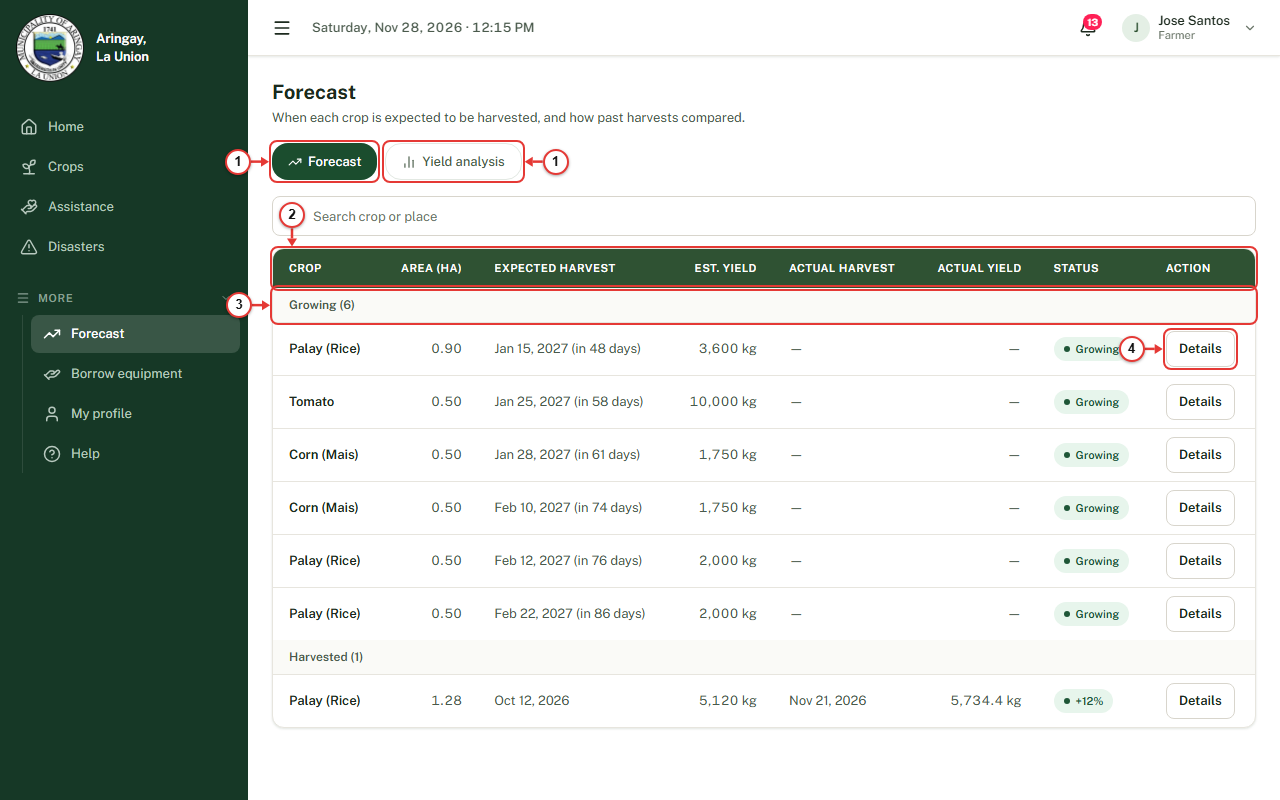 MUNICIPALITY OF ARINGAY
1741
LA UNION
Aringay,
La Union
Saturday, Nov 28, 2026 · 12:15 PM
13
J
Jose Santos
Farmer
Home
Crops
Assistance
Disasters
MORE
Forecast
Borrow equipment
My profile
Help
Forecast
When each crop is expected to be harvested, and how past harvests compared.
1 Forecast Yield analysis 1
2 Search crop or place
CROP AREA (HA) EXPECTED HARVEST EST. YIELD ACTUAL HARVEST ACTUAL YIELD STATUS ACTION
3 Growing (6)
Palay (Rice) 0.90 Jan 15, 2027 (in 48 days) 3,600 kg — — Growing 4 Details
Tomato 0.50 Jan 25, 2027 (in 58 days) 10,000 kg — — Growing Details
Corn (Mais) 0.50 Jan 28, 2027 (in 61 days) 1,750 kg — — Growing Details
Corn (Mais) 0.50 Feb 10, 2027 (in 74 days) 1,750 kg — — Growing Details
Palay (Rice) 0.50 Feb 12, 2027 (in 76 days) 2,000 kg — — Growing Details
Palay (Rice) 0.50 Feb 22, 2027 (in 86 days) 2,000 kg — — Growing Details
Harvested (1)
Palay (Rice) 1.28 Oct 12, 2026 5,120 kg Nov 21, 2026 5,734.4 kg +12% Details